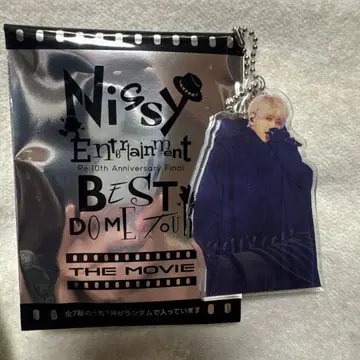 Nissy
Entertainment
Re:10th Anniversary Final
BEST
DOME TOUR
THE MOVIE
全7種のうち1種がランダムで入っています